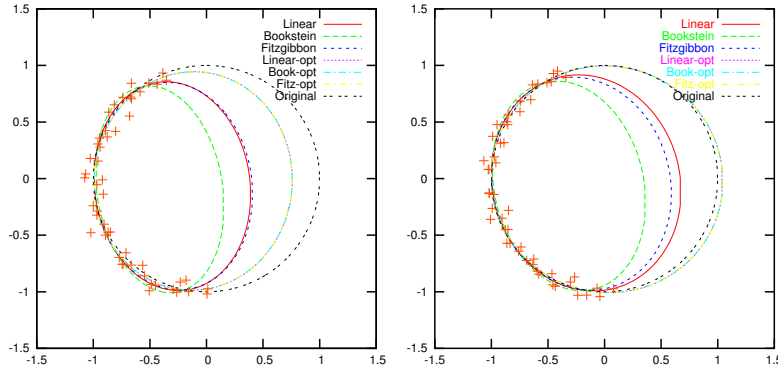 1.5
1
0.5
0
-0.5
-1
-1.5
-1.5 -1 -0.5 0 0.5 1 1.5
Linear
Bookstein
Fitzgibbon
Linear-opt
Book-opt
Fitz-opt
Original
1.5
1
0.5
0
-0.5
-1
-1.5
-1.5 -1 -0.5 0 0.5 1 1.5
Linear
Bookstein
Fitzgibbon
Linear-opt
Book-opt
Fitz-opt
Original